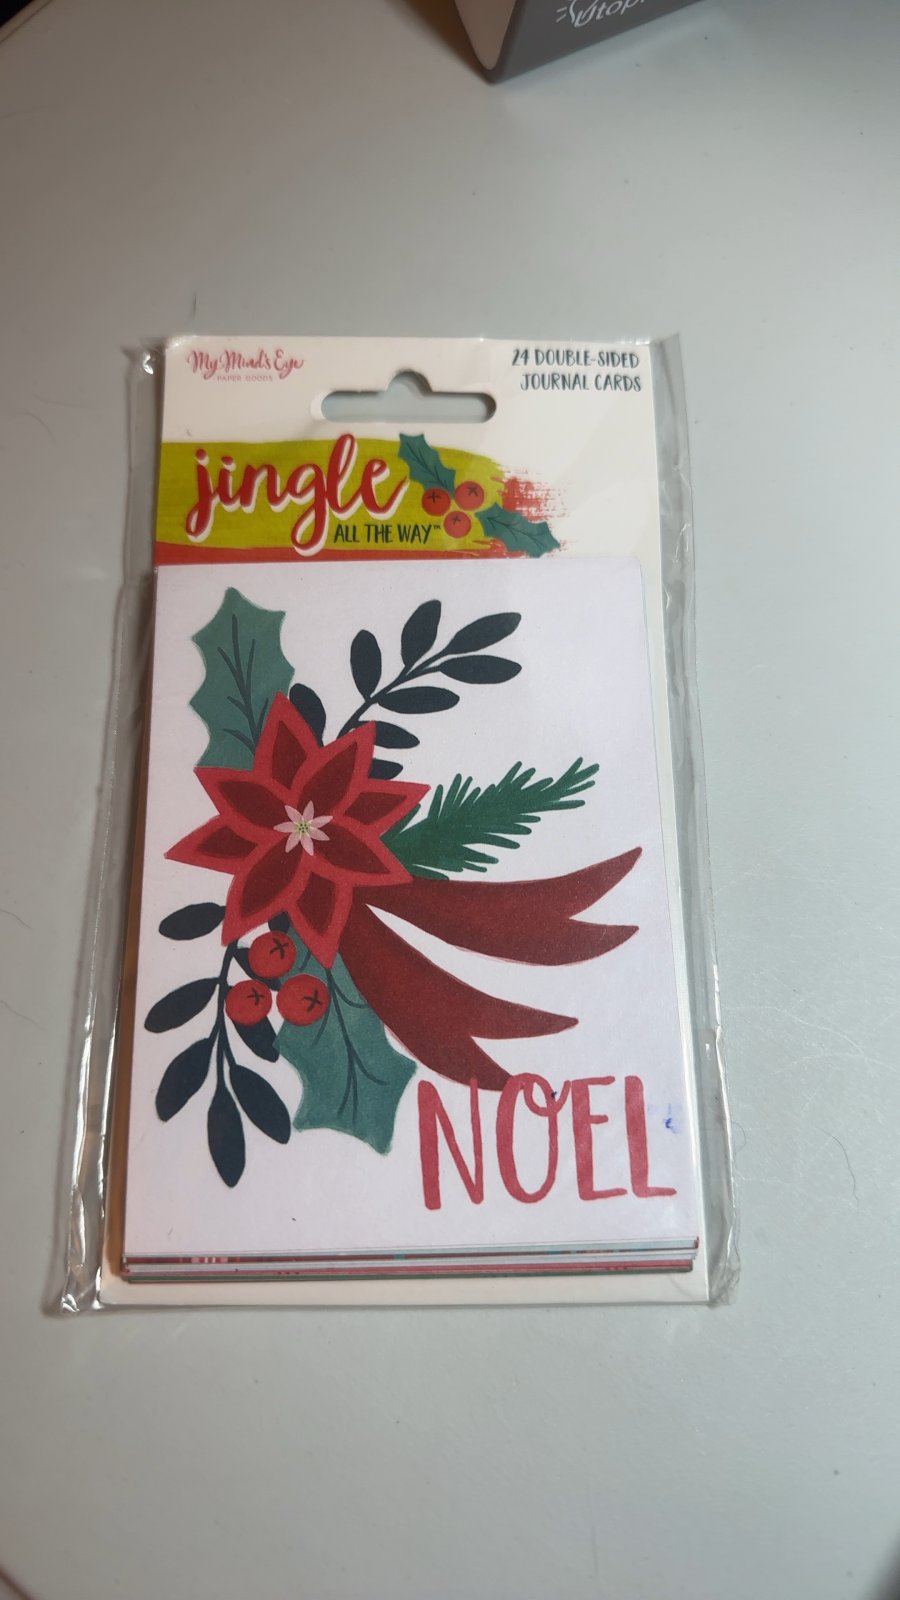 My Mind's Eye
PAPER GOODS
24 DOUBLE-SIDED
JOURNAL CARDS
jingle
ALL THE WAY™
NOEL